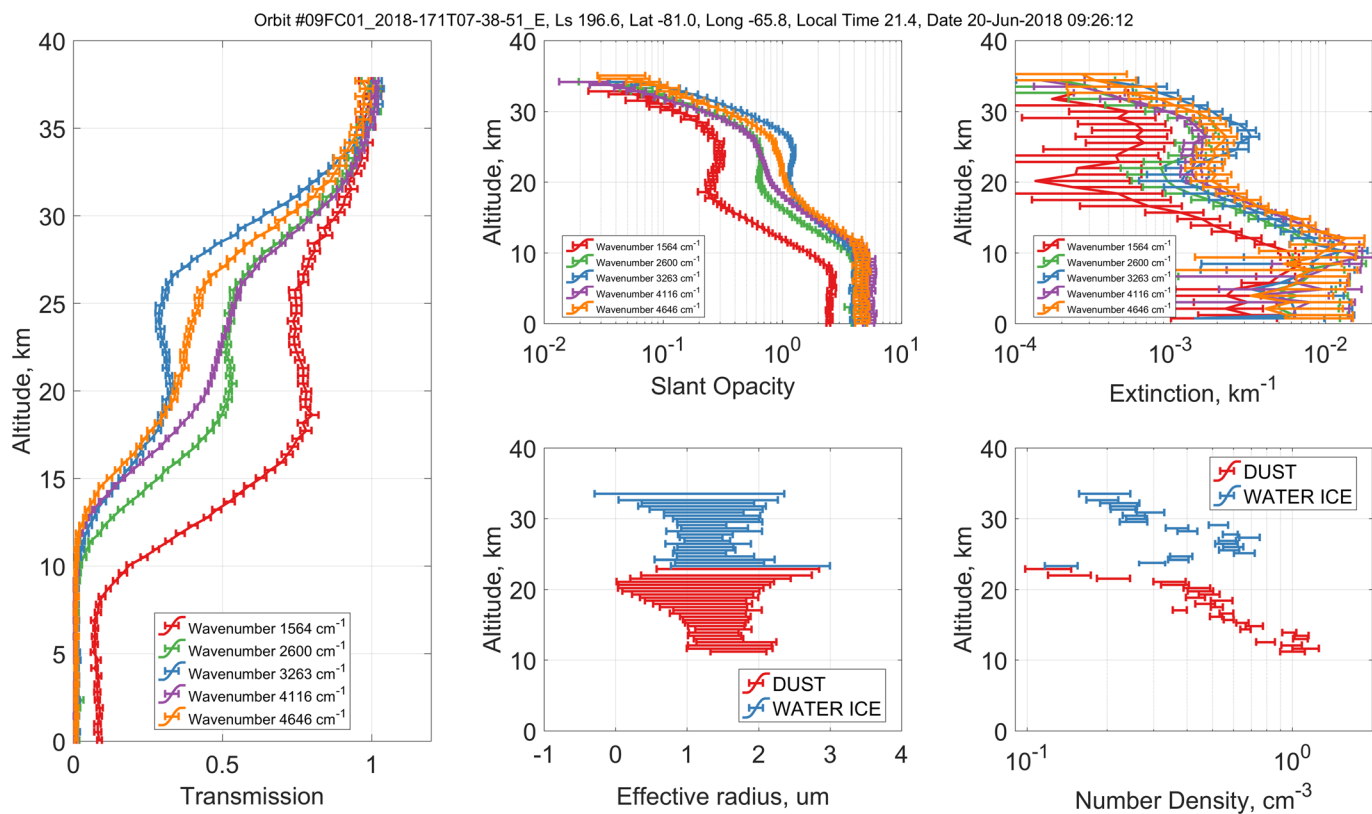 Orbit #09FC01_2018-171T07-38-51_E, Ls 196.6, Lat -81.0, Long -65.8, Local Time 21.4, Date 20-Jun-2018 09:26:12
40
35
30
25
20
15
10
5
0
Altitude, km
0
0.5
1
Transmission
Wavenumber 1564 cm-1
Wavenumber 2600 cm-1
Wavenumber 3263 cm-1
Wavenumber 4116 cm-1
Wavenumber 4646 cm-1
40
30
20
10
0
Altitude, km
10-2
10-1
100
101
Slant Opacity
Wavenumber 1564 cm-1
Wavenumber 2600 cm-1
Wavenumber 3263 cm-1
Wavenumber 4116 cm-1
Wavenumber 4646 cm-1
40
30
20
10
0
Altitude, km
10-4
10-3
10-2
Extinction, km-1
Wavenumber 1564 cm-1
Wavenumber 2600 cm-1
Wavenumber 3263 cm-1
Wavenumber 4116 cm-1
Wavenumber 4646 cm-1
40
30
20
10
0
Altitude, km
-1
0
1
2
3
4
Effective radius, um
DUST
WATER ICE
40
30
20
10
0
Altitude, km
10-1
100
Number Density, cm-3
DUST
WATER ICE